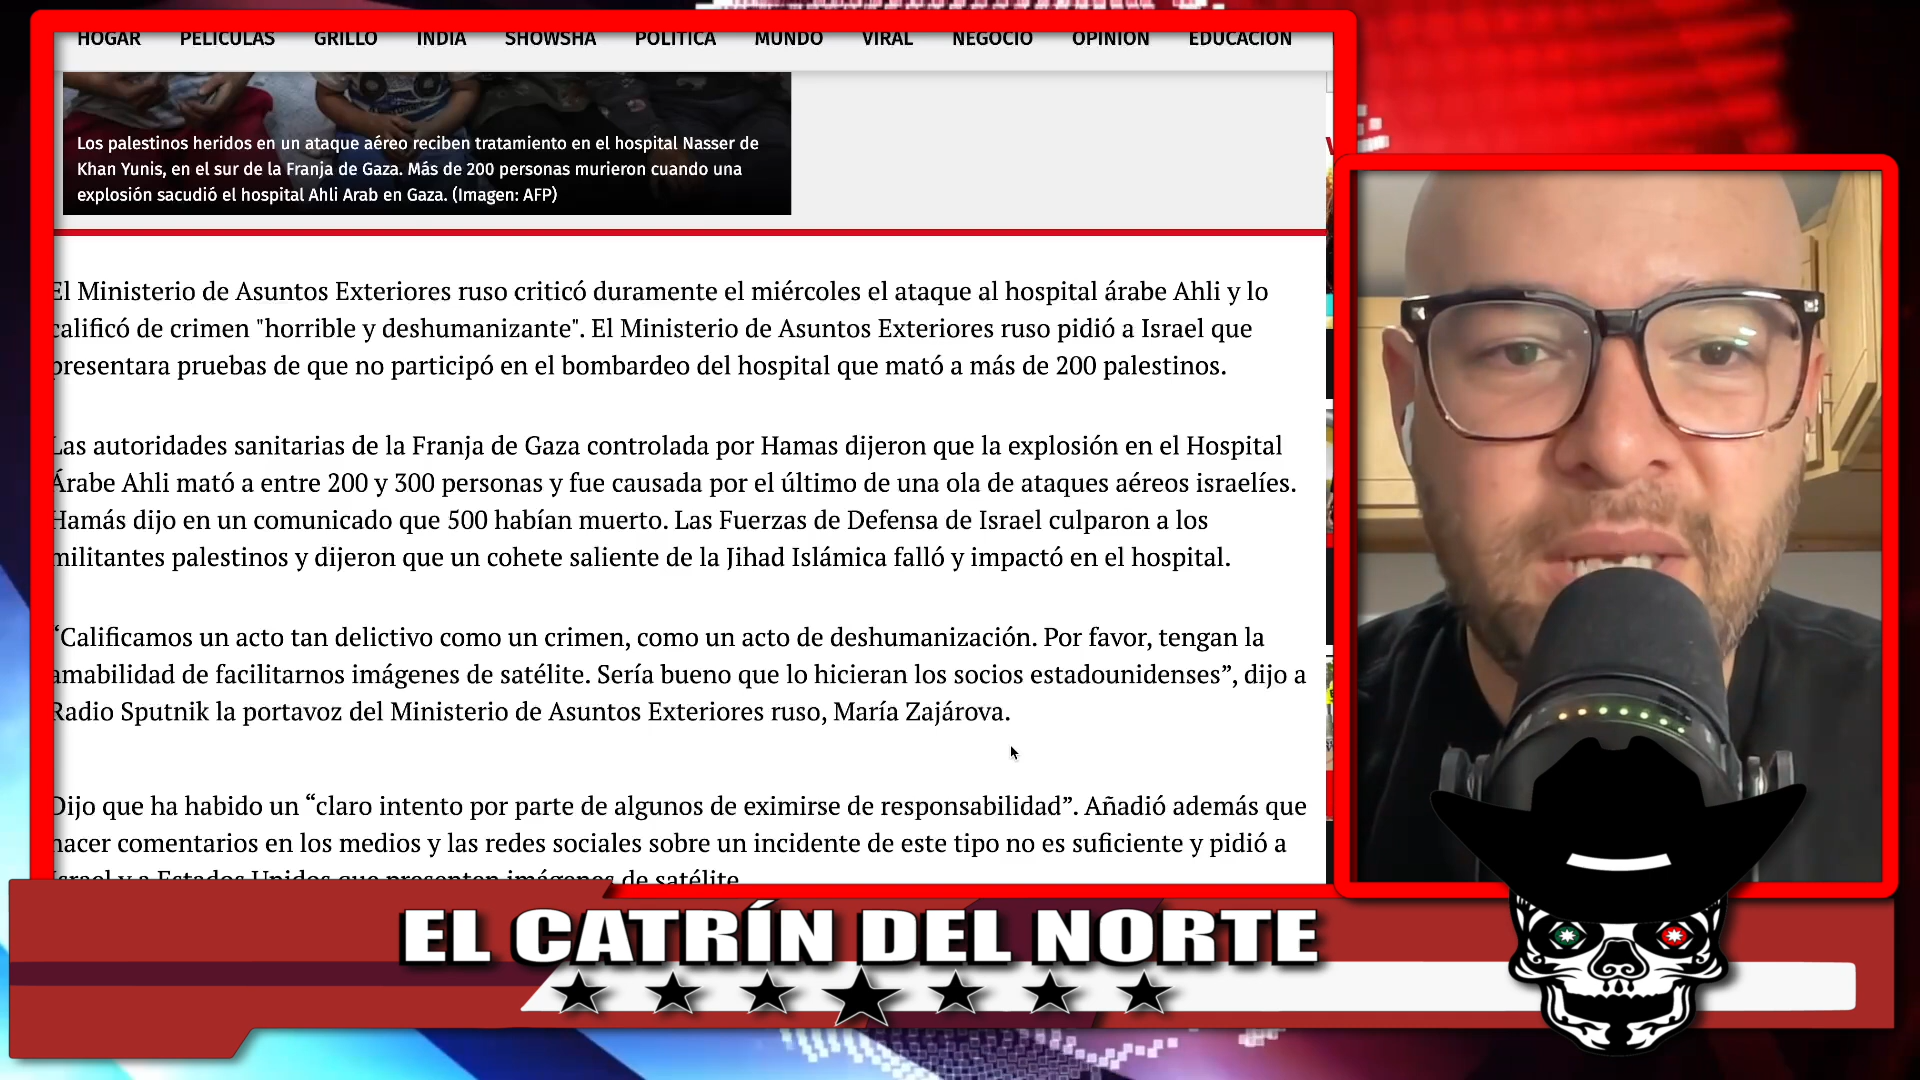 HOGAR PELÍCULAS GRILLO INDIA SHOWSHA POLÍTICA MUNDO VIRAL NEGOCIO OPINIÓN EDUCACIÓN
Los palestinos heridos en un ataque aéreo reciben tratamiento en el hospital Nasser de
Khan Yunis, en el sur de la Franja de Gaza. Más de 200 personas murieron cuando una
explosión sacudió el hospital Ahli Arab en Gaza. (Imagen: AFP)
El Ministerio de Asuntos Exteriores ruso criticó duramente el miércoles el ataque al hospital árabe Ahli y lo
calificó de crimen "horrible y deshumanizante". El Ministerio de Asuntos Exteriores ruso pidió a Israel que
presentara pruebas de que no participó en el bombardeo del hospital que mató a más de 200 palestinos.
Las autoridades sanitarias de la Franja de Gaza controlada por Hamas dijeron que la explosión en el Hospital
Árabe Ahli mató a entre 200 y 300 personas y fue causada por el último de una ola de ataques aéreos israelíes.
Hamás dijo en un comunicado que 500 habían muerto. Las Fuerzas de Defensa de Israel culparon a los
militantes palestinos y dijeron que un cohete saliente de la Jihad Islámica falló y impactó en el hospital.
“Calificamos un acto tan delictivo como un crimen, como un acto de deshumanización. Por favor, tengan la
amabilidad de facilitarnos imágenes de satélite. Sería bueno que lo hicieran los socios estadounidenses”, dijo a
Radio Sputnik la portavoz del Ministerio de Asuntos Exteriores ruso, María Zajárova.
Dijo que ha habido un “claro intento por parte de algunos de eximirse de responsabilidad”. Añadió además que
hacer comentarios en los medios y las redes sociales sobre un incidente de este tipo no es suficiente y pidió a
Israel y a Estados Unidos que presenten imágenes de satélite.
EL CATRÍN DEL NORTE